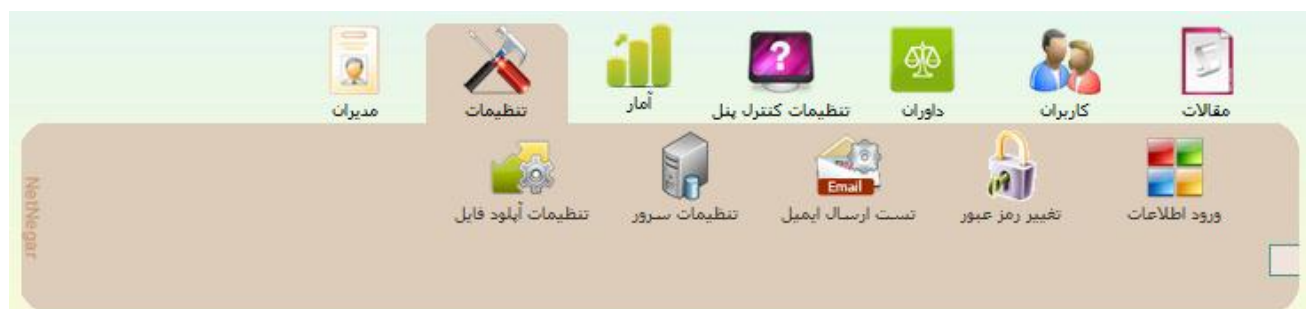 مقالات
کاربران
داوران
تنظیمات کنترل پنل
آمار
تنظیمات
مدیران
ورود اطلاعات
تغییر رمز عبور
Email
تست ارسال ایمیل
تنظیمات سرور
تنظیمات آپلود فایل
NetNegar